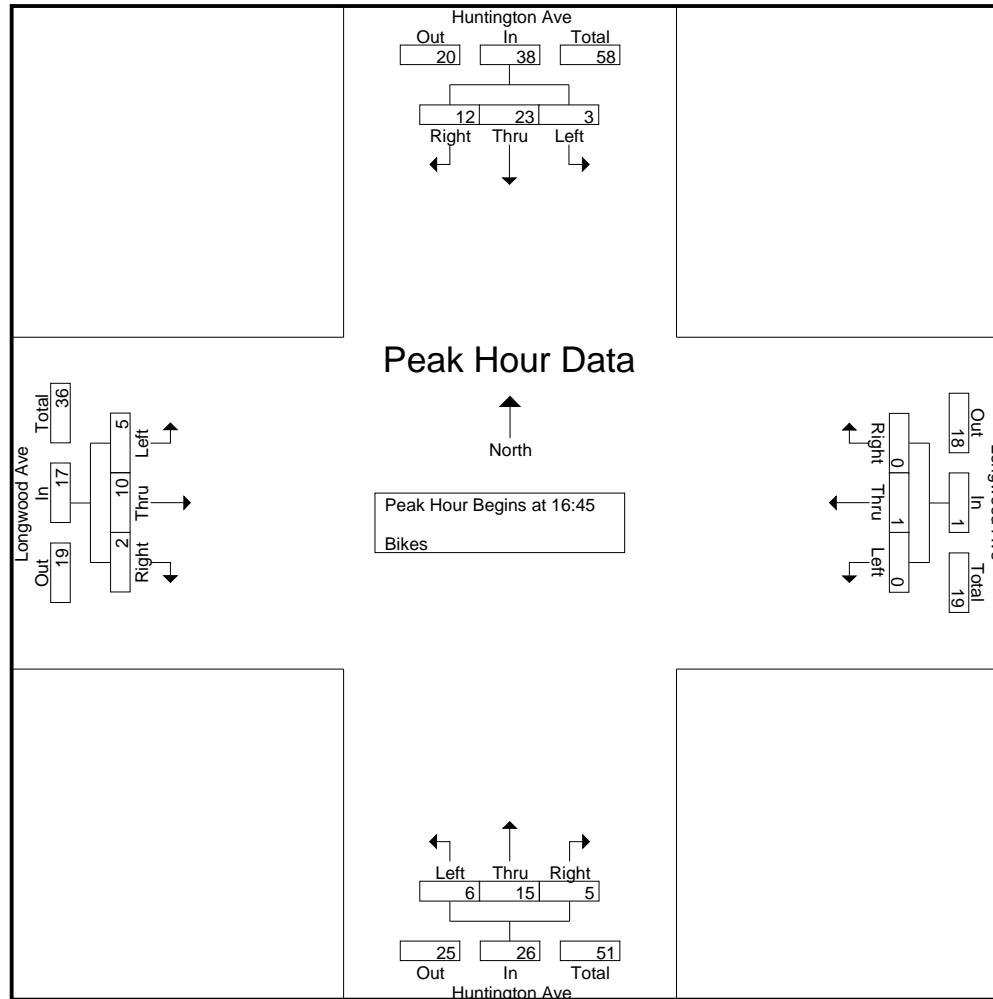 Huntington Ave
Out In Total
20 38 58
12 23 3
Right Thru Left
Peak Hour Data
North
Peak Hour Begins at 16:45
Bikes
Longwood Ave
Total In Out
36 17 19
5 10 2
Left Thru Right
Right Thru Left
0 1 0
18 1 19
Out In Total
Left Thru Right
6 15 5
25 26 51
Out In Total
Huntington Ave